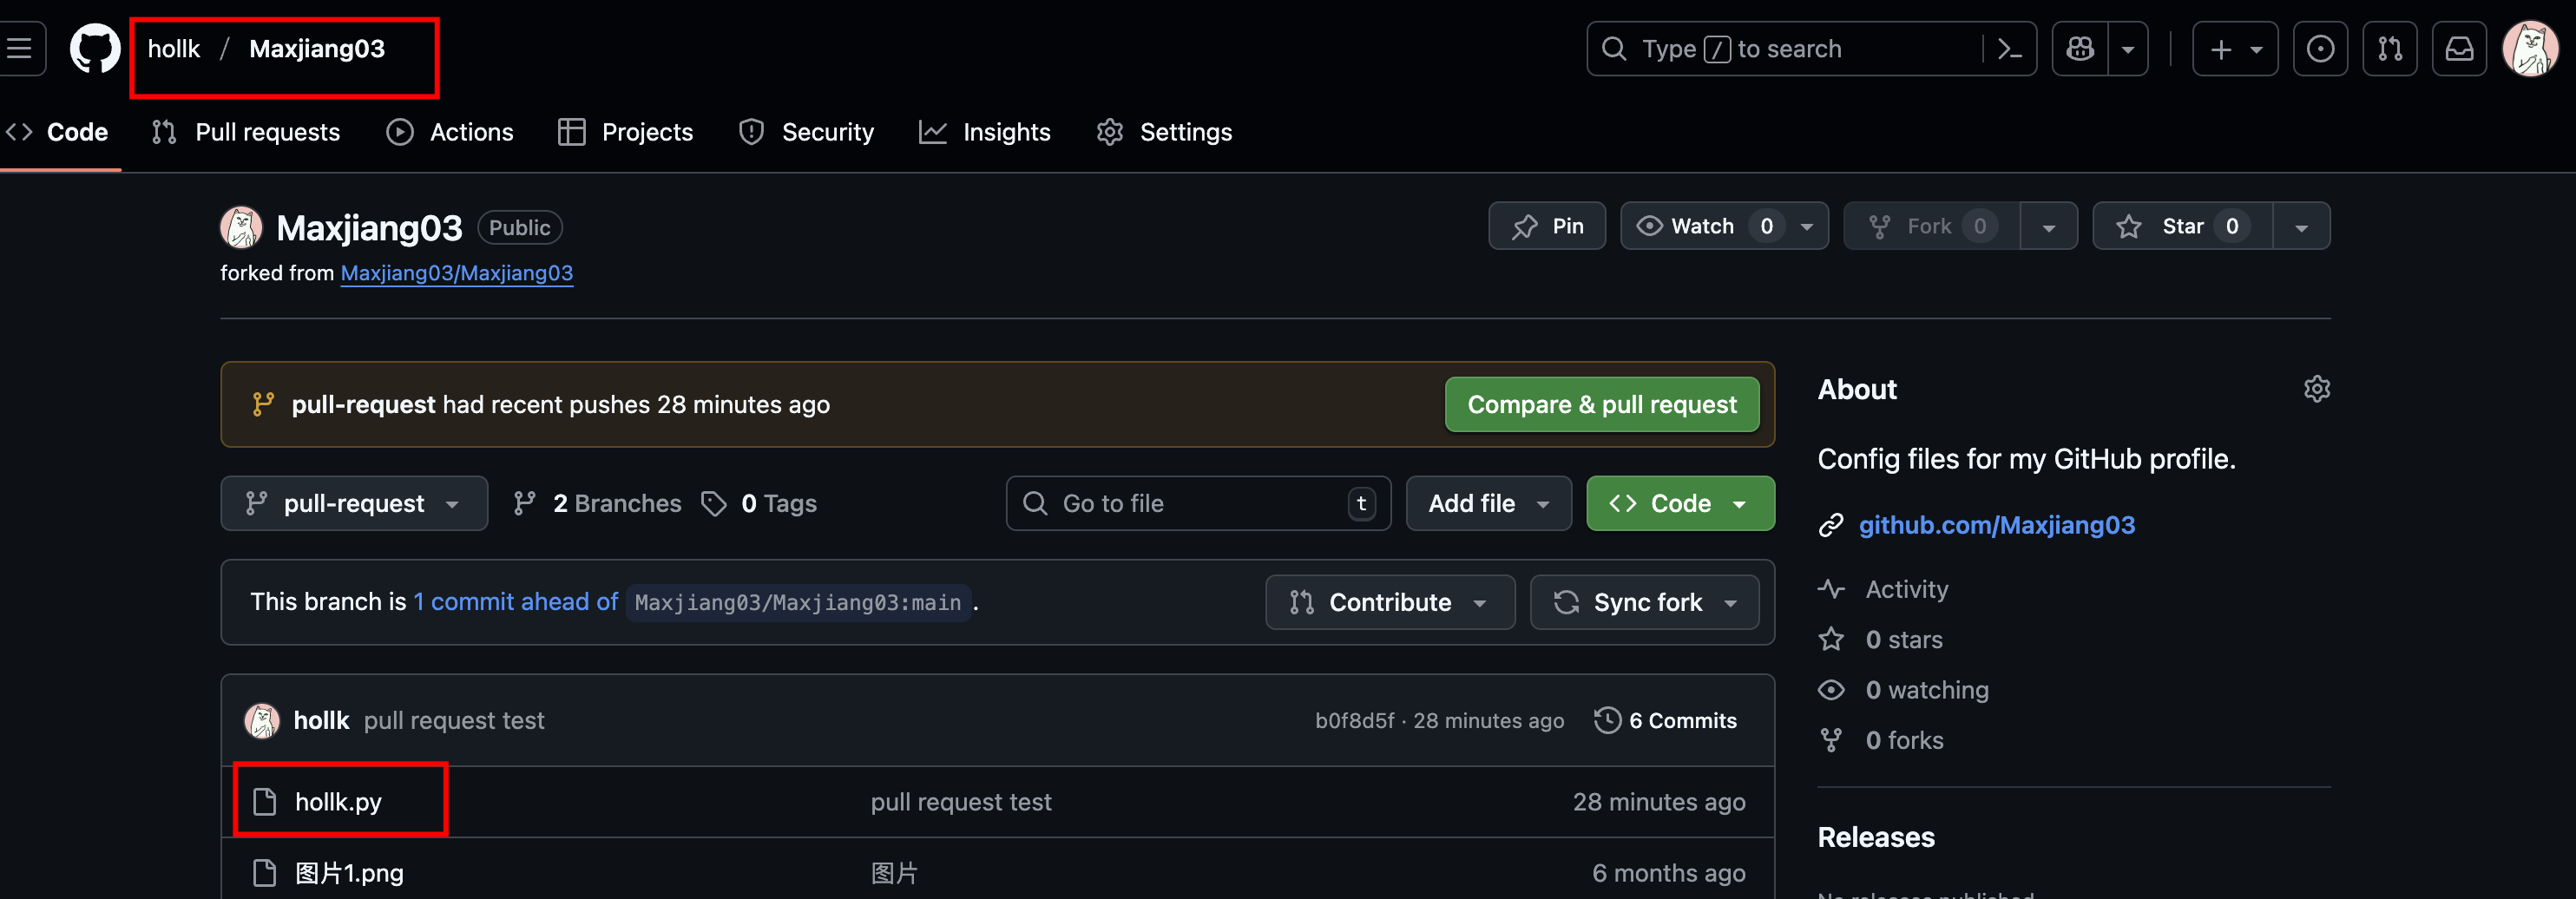 hollk / Maxjiang03
Type / to search
Code Pull requests Actions Projects Security Insights Settings
Maxjiang03 Public
Pin Watch 0 Fork 0 Star 0
forked from Maxjiang03/Maxjiang03
pull-request had recent pushes 28 minutes ago
Compare & pull request
pull-request 2 Branches 0 Tags
Go to file t
Add file Code
This branch is 1 commit ahead of Maxjiang03/Maxjiang03:main .
Contribute Sync fork
hollk pull request test
b0f8d5f · 28 minutes ago 6 Commits
hollk.py pull request test 28 minutes ago
图片1.png 图片 6 months ago
About
Config files for my GitHub profile.
github.com/Maxjiang03
Activity
0 stars
0 watching
0 forks
Releases
No releases published